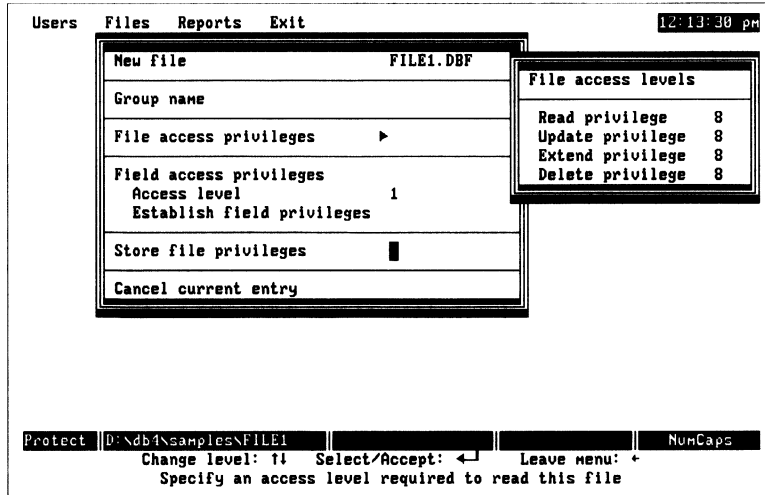 Users Files Reports Exit 12:13:30 pm
New file FILE1.DBF
Group name
File access privileges ►
Field access privileges
Access level 1
Establish field privileges
Store file privileges
Cancel current entry
File access levels
Read privilege 8
Update privilege 8
Extend privilege 8
Delete privilege 8
Protect D:\db4\samples\FILE1 NumCaps
Change level: ↑↓ Select/Accept: ↵ Leave menu: ←
Specify an access level required to read this file